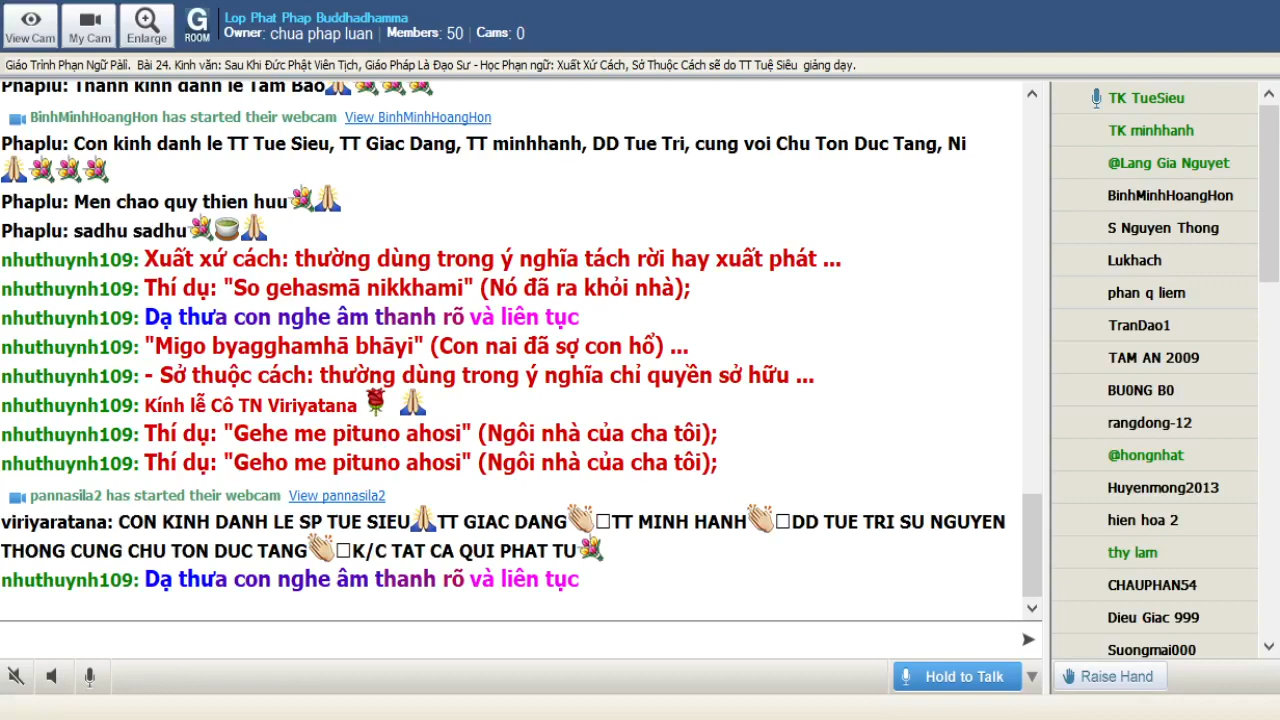 View Cam
My Cam
Enlarge
G ROOM
Lop Phat Phap Buddhadhamma
Owner: chua phap luan | Members: 50 | Cams: 0
Giáo Trình Phạn Ngữ Pàli. Bài 24. Kinh văn: Sau Khi Đức Phật Viên Tịch, Giáo Pháp Là Đạo Sư - Học Phạn ngữ: Xuất Xứ Cách, Sở Thuộc Cách sẽ do TT Tuệ Siêu giảng dạy.
Phaplu: Thanh kinh danh le Tam Bao
BinhMinhHoangHon has started their webcam View BinhMinhHoangHon
Phaplu: Con kinh danh le TT Tue Sieu, TT Giac Dang, TT minhhanh, DD Tue Tri, cung voi Chu Ton Duc Tang, Ni
Phaplu: Men chao quy thien huu
Phaplu: sadhu sadhu
nhuthuynh109: Xuất xứ cách: thường dùng trong ý nghĩa tách rời hay xuất phát ...
nhuthuynh109: Thí dụ: "So gehasmā nikkhami" (Nó đã ra khỏi nhà);
nhuthuynh109: Dạ thưa con nghe âm thanh rõ và liên tục
nhuthuynh109: "Migo byagghamhā bhāyi" (Con nai đã sợ con hổ) ...
nhuthuynh109: - Sở thuộc cách: thường dùng trong ý nghĩa chỉ quyền sở hữu ...
nhuthuynh109: Kính lễ Cô TN Viriyatana
nhuthuynh109: Thí dụ: "Gehe me pituno ahosi" (Ngôi nhà của cha tôi);
nhuthuynh109: Thí dụ: "Geho me pituno ahosi" (Ngôi nhà của cha tôi);
pannasila2 has started their webcam View pannasila2
viriyaratana: CON KINH DANH LE SP TUE SIEU TT GIAC DANG TT MINH HANH DD TUE TRI SU NGUYEN
THONG CUNG CHU TON DUC TANG K/C TAT CA QUI PHAT TU
nhuthuynh109: Dạ thưa con nghe âm thanh rõ và liên tục
Hold to Talk
TK TueSieu
TK minhhanh
@Lang Gia Nguyet
BinhMinhHoangHon
S Nguyen Thong
Lukhach
phan q liem
TranDao1
TAM AN 2009
BU0NG B0
rangdong-12
@hongnhat
Huyenmong2013
hien hoa 2
thy lam
CHAUPHAN54
Dieu Giac 999
Suongmai000
Raise Hand